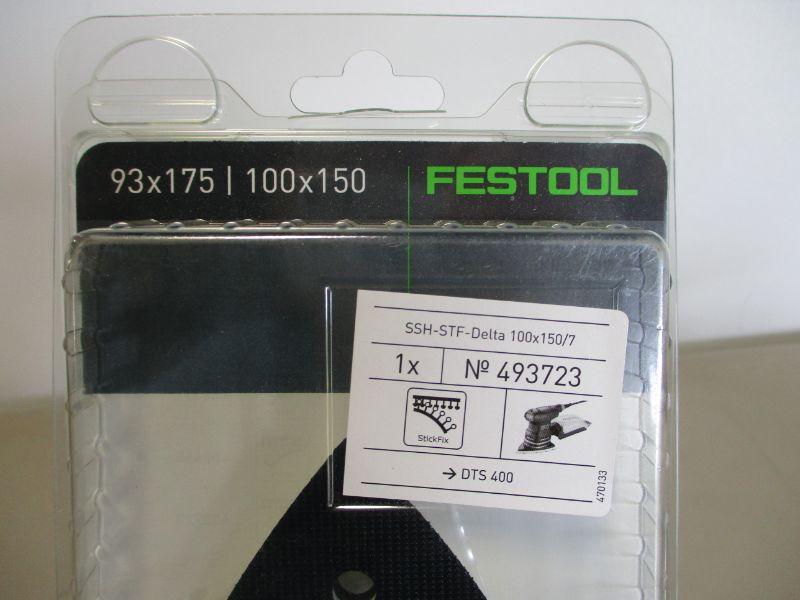 93x175 | 100x150
FESTOOL
SSH-STF-Delta 100x150/7
1x
Nº 493723
StickFix
→ DTS 400
470133